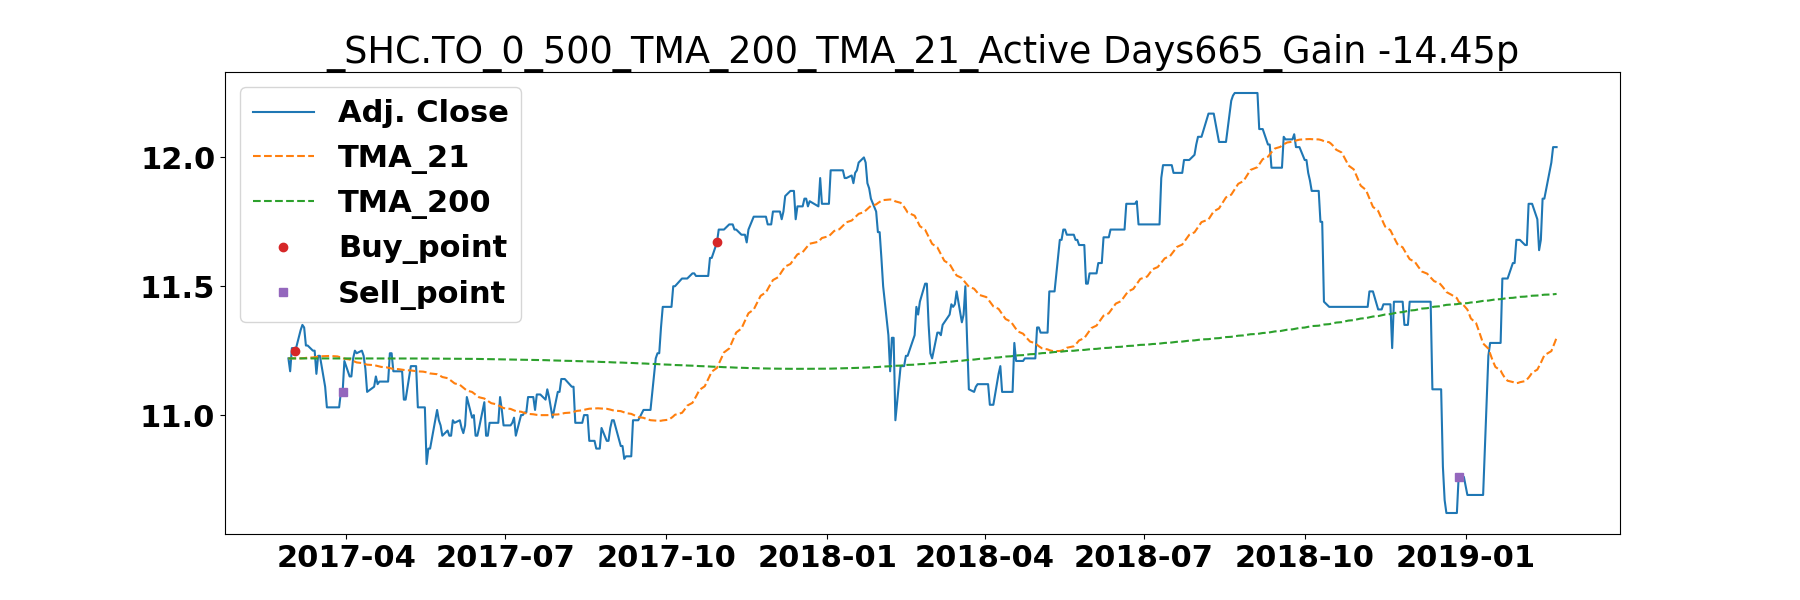 _SHC.TO_0_500_TMA_200_TMA_21_Active Days665_Gain -14.45p
Adj. Close
TMA_21
TMA_200
Buy_point
Sell_point
12.0
11.5
11.0
2017-04 2017-07 2017-10 2018-01 2018-04 2018-07 2018-10 2019-01